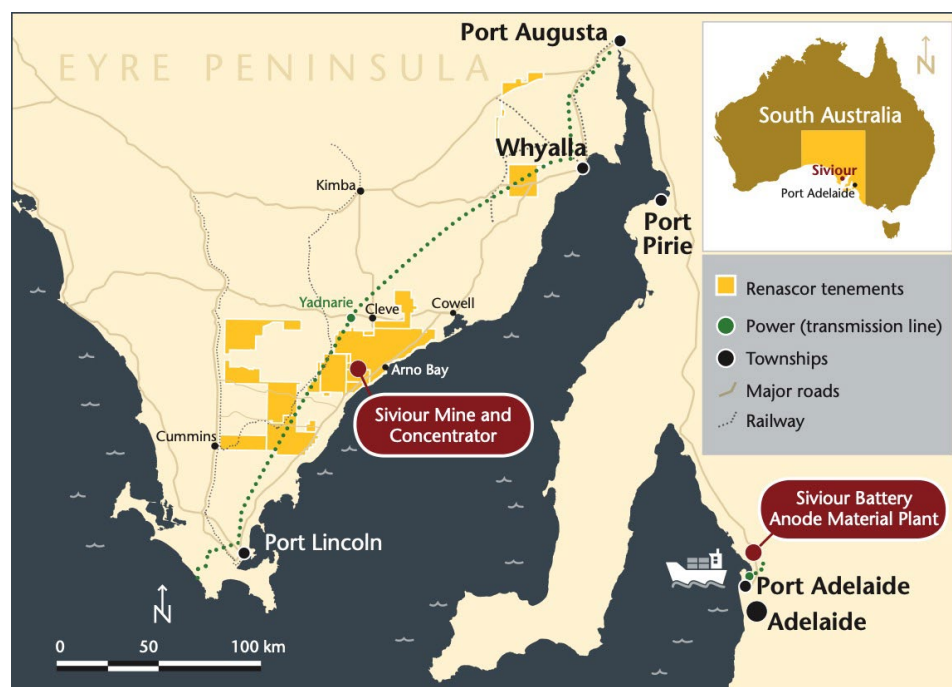 Port Augusta
EYRE PENINSULA
Whyalla
Kimba
Port
Pirie
Yadnarie
Cleve
Cowell
Arno Bay
Siviour Mine and
Concentrator
Cummins
Port Lincoln
N
0 50 100 km
N
South Australia
Siviour
Port Adelaide
Renascor tenements
Power (transmission line)
Townships
Major roads
Railway
Siviour Battery
Anode Material Plant
Port Adelaide
Adelaide